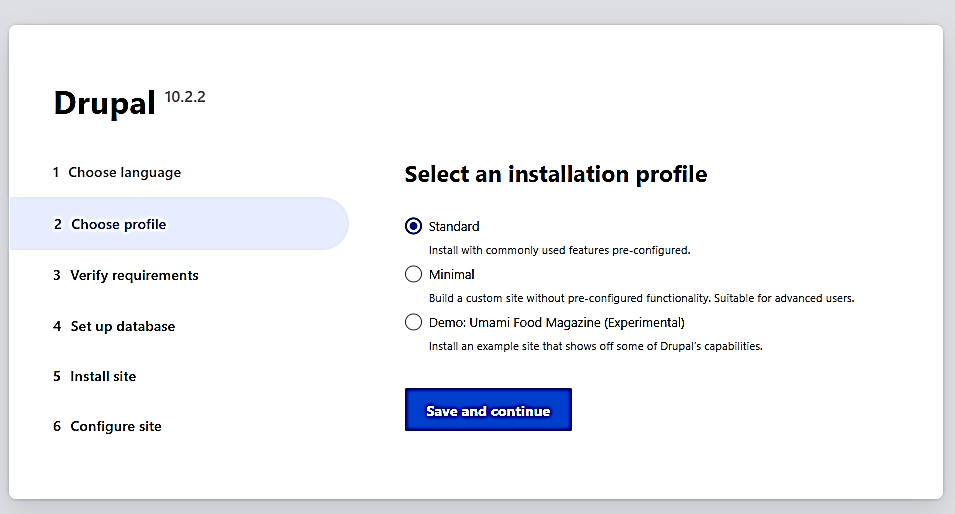 Drupal 10.2.2
1 Choose language
2 Choose profile
3 Verify requirements
4 Set up database
5 Install site
6 Configure site
Select an installation profile
Standard
Install with commonly used features pre-configured.
Minimal
Build a custom site without pre-configured functionality. Suitable for advanced users.
Demo: Umami Food Magazine (Experimental)
Install an example site that shows off some of Drupal's capabilities.
Save and continue